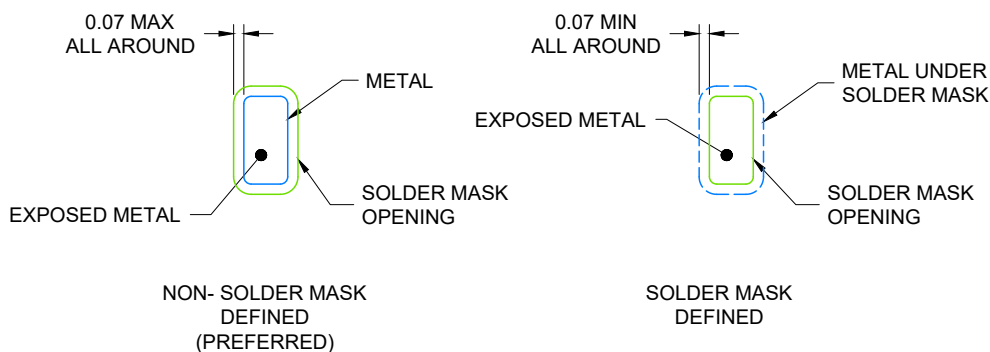 0.07 MAX
ALL AROUND
METAL
EXPOSED METAL
SOLDER MASK
OPENING
NON- SOLDER MASK
DEFINED
(PREFERRED)
0.07 MIN
ALL AROUND
METAL UNDER
SOLDER MASK
EXPOSED METAL
SOLDER MASK
OPENING
SOLDER MASK
DEFINED